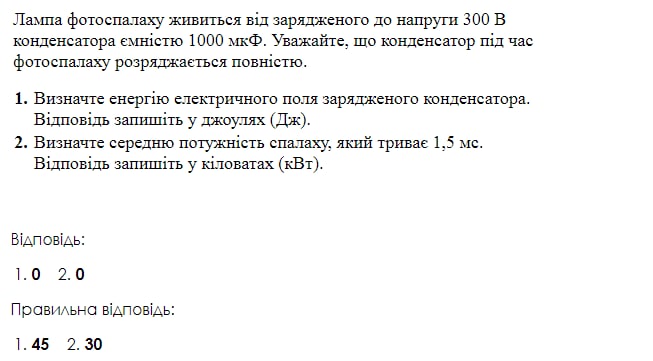 Лампа фотоспалаху живиться від зарядженого до напруги 300 В
конденсатора ємністю 1000 мкФ. Уважайте, що конденсатор під час
фотоспалаху розряджається повністю.
1. Визначте енергію електричного поля зарядженого конденсатора.
Відповідь запишіть у джоулях (Дж).
2. Визначте середню потужність спалаху, який триває 1,5 мс.
Відповідь запишіть у кіловатах (кВт).
Відповідь:
1. 0 2. 0
Правильна відповідь:
1. 45 2. 30